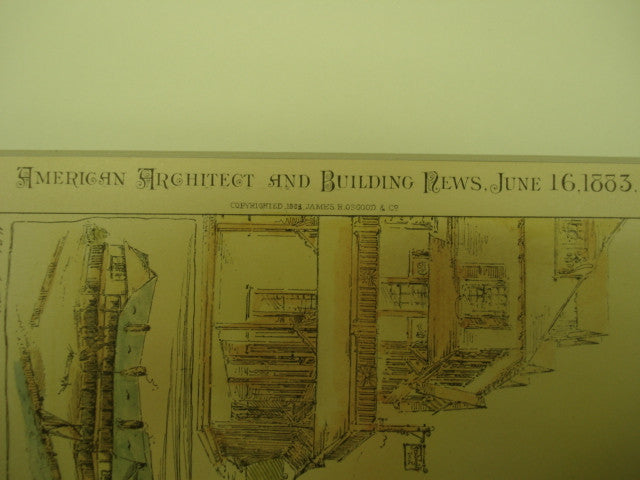 AMERICAN ARCHITECT AND BUILDING NEWS, JUNE 16, 1883.
COPYRIGHTED 1883 JAMES R. OSGOOD & CO